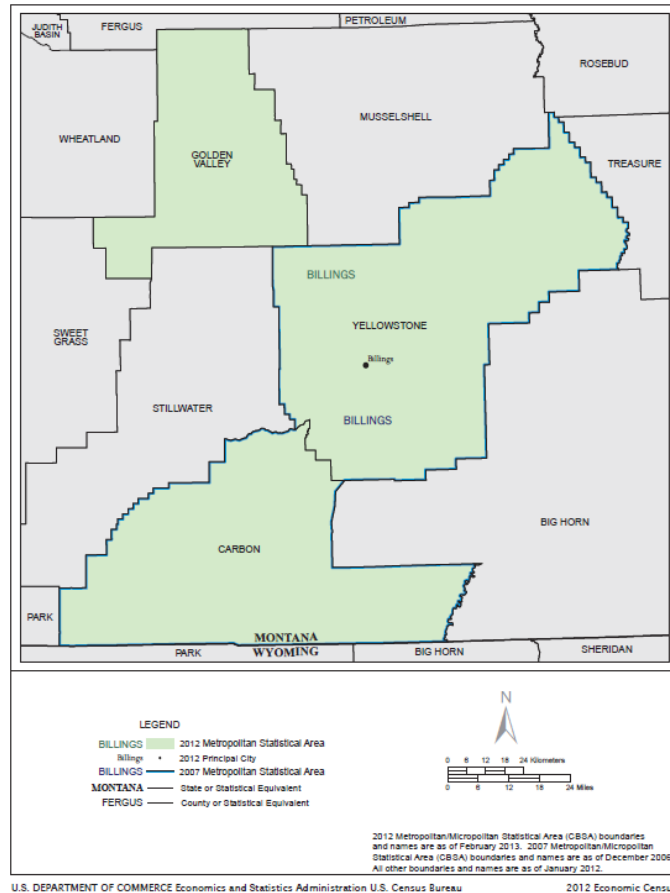 JUDITH
BASIN
FERGUS
PETROLEUM
ROSEBUD
MUSSELSHELL
WHEATLAND
GOLDEN
VALLEY
TREASURE
BILLINGS
YELLOWSTONE
SWEET
GRASS
Billings
STILLWATER
BILLINGS
BIG HORN
CARBON
PARK
MONTANA
WYOMING
PARK
BIG HORN
SHERIDAN
LEGEND
BILLINGS 2012 Metropolitan Statistical Area
Billings 2012 Principal City
BILLINGS 2007 Metropolitan Statistical Area
MONTANA State or Statistical Equivalent
FERGUS County or Statistical Equivalent
N
0 6 12 18 24 Kilometers
0 6 12 18 24 Miles
2012 Metropolitan/Micropolitan Statistical Area (CBSA) boundaries
and names are as of February 2013. 2007 Metropolitan/Micropolitan
Statistical Area (CBSA) boundaries and names are as of December 2006
All other boundaries and names are as of January 2012.
U.S. DEPARTMENT OF COMMERCE Economics and Statistics Administration U.S. Census Bureau
2012 Economic Censu